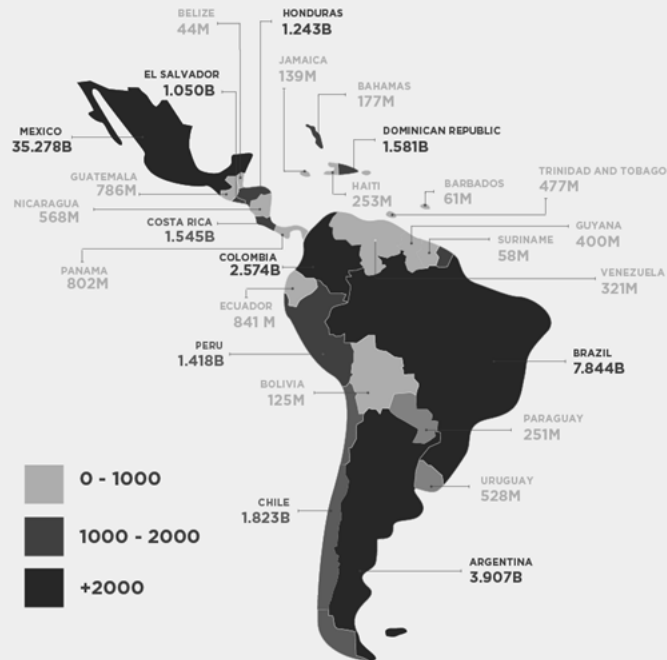 BELIZE
44M
HONDURAS
1.243B
JAMAICA
139M
EL SALVADOR
1.050B
BAHAMAS
177M
MEXICO
35.278B
DOMINICAN REPUBLIC
1.581B
GUATEMALA
786M
HAITI
253M
BARBADOS
61M
TRINIDAD AND TOBAGO
477M
NICARAGUA
568M
COSTA RICA
1.545B
GUYANA
400M
SURINAME
58M
PANAMA
802M
COLOMBIA
2.574B
VENEZUELA
321M
ECUADOR
841 M
PERU
1.418B
BRAZIL
7.844B
BOLIVIA
125M
PARAGUAY
251M
URUGUAY
528M
CHILE
1.823B
ARGENTINA
3.907B
0 - 1000
1000 - 2000
+2000